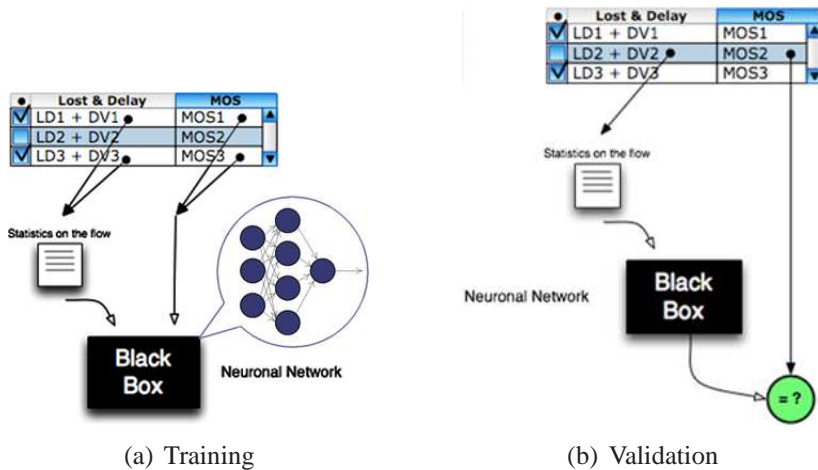 Lost & Delay MOS
LD1 + DV1 MOS1
LD2 + DV2 MOS2
LD3 + DV3 MOS3
Statistics on the flow
Black
Box
Neuronal Network
(a) Training
Lost & Delay MOS
LD1 + DV1 MOS1
LD2 + DV2 MOS2
LD3 + DV3 MOS3
Statistics on the flow
Neuronal Network
Black
Box
= ?
(b) Validation